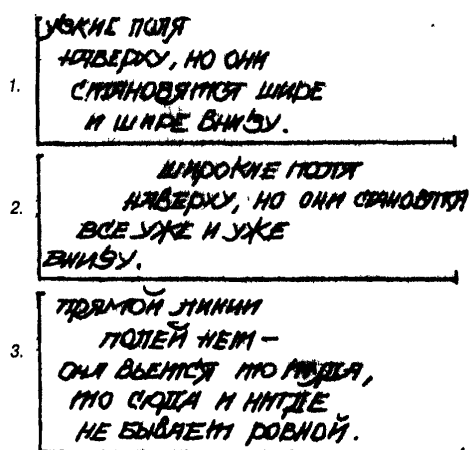 УЗКИЕ ПОЛЯ
НАВЕРХУ, НО ОНИ
1. СТАНОВЯТСЯ ШИРЕ
И ШИРЕ ВНИЗУ.
ШИРОКИЕ ПОЛЯ
2. НАВЕРХУ, НО ОНИ СТАНОВЯТСЯ
ВСЕ УЖЕ И УЖЕ
ВНИЗУ.
ПРЯМОЙ ЛИНИИ
ПОЛЕЙ НЕТ –
3. ОНА ВЬЕТСЯ ТО ТУДА,
ТО СЮДА И НИГДЕ
НЕ БЫВАЕТ РОВНОЙ.